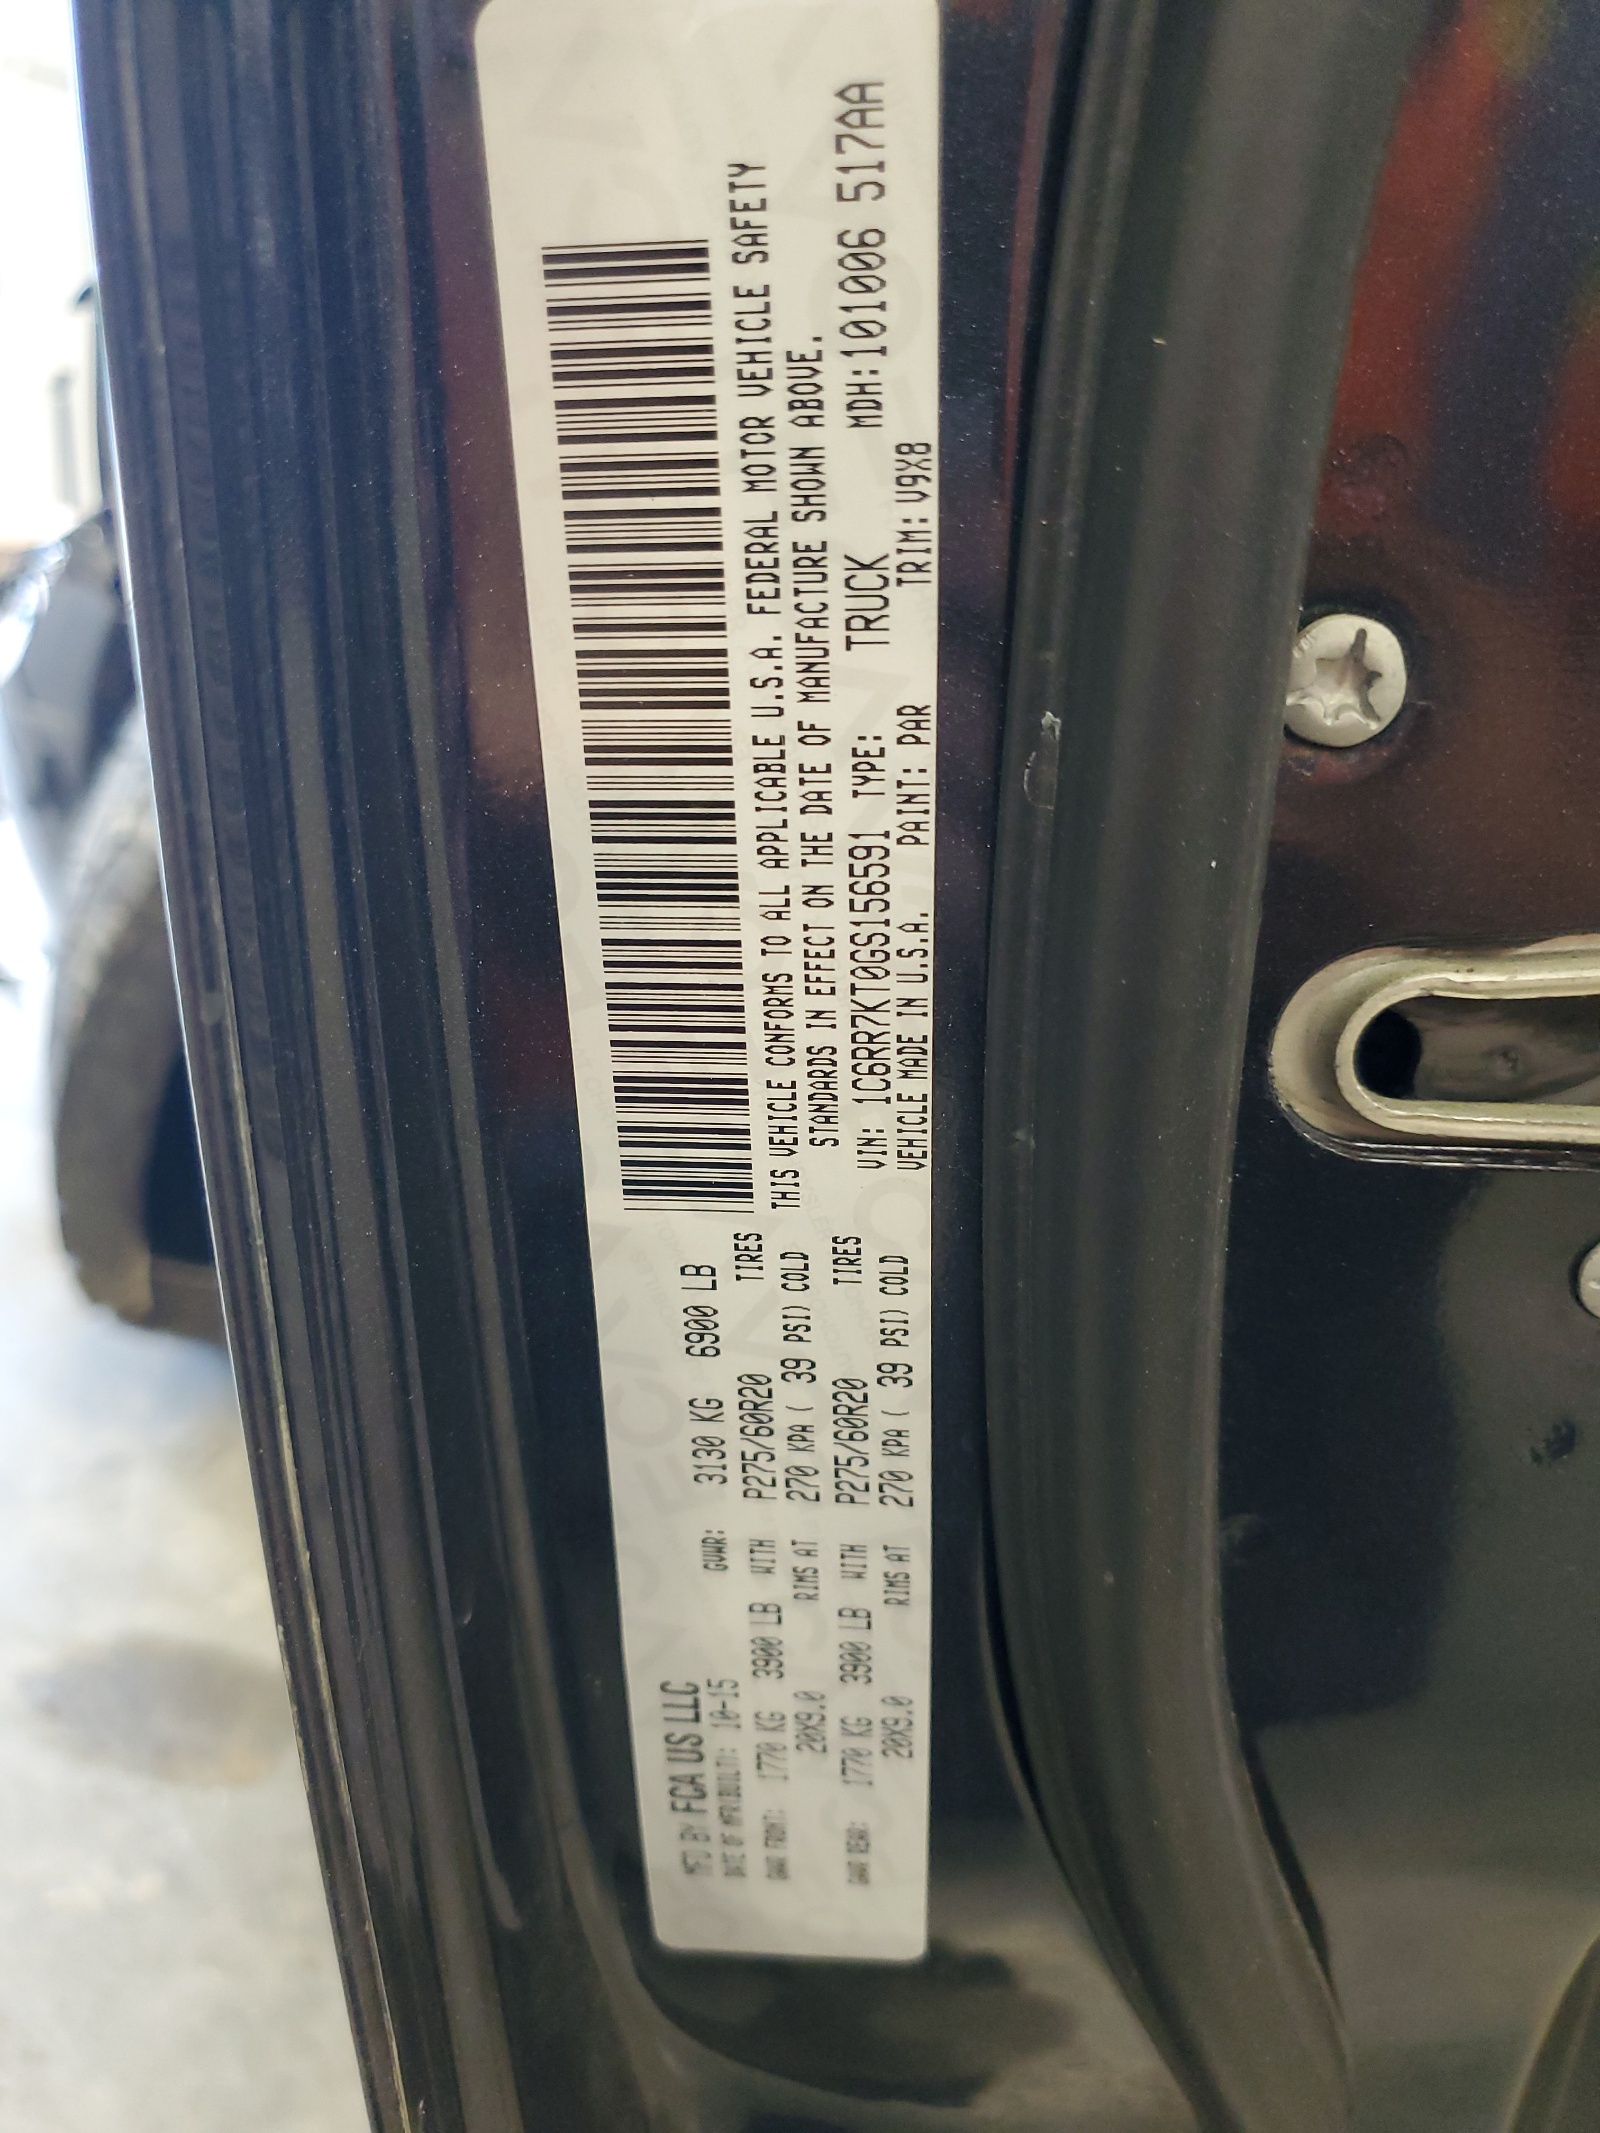 MFD BY FCA US LLC
DATE OF MFR(BUILT): 10-15 GVWR: 3130 KG 6900 LB
GAWR FRONT: 1770 KG 3900 LB WITH P275/60R20 TIRES
20X9.0 RIMS AT 270 KPA ( 39 PSI) COLD
GAWR REAR: 1770 KG 3900 LB WITH P275/60R20 TIRES
20X9.0 RIMS AT 270 KPA ( 39 PSI) COLD
THIS VEHICLE CONFORMS TO ALL APPLICABLE U.S.A. FEDERAL MOTOR VEHICLE SAFETY
STANDARDS IN EFFECT ON THE DATE OF MANUFACTURE SHOWN ABOVE.
VIN: 1C6RR7KT0GS156591 TYPE: TRUCK MDH:101006 517AA
VEHICLE MADE IN U.S.A. PAINT: PAR TRIM: V9X8